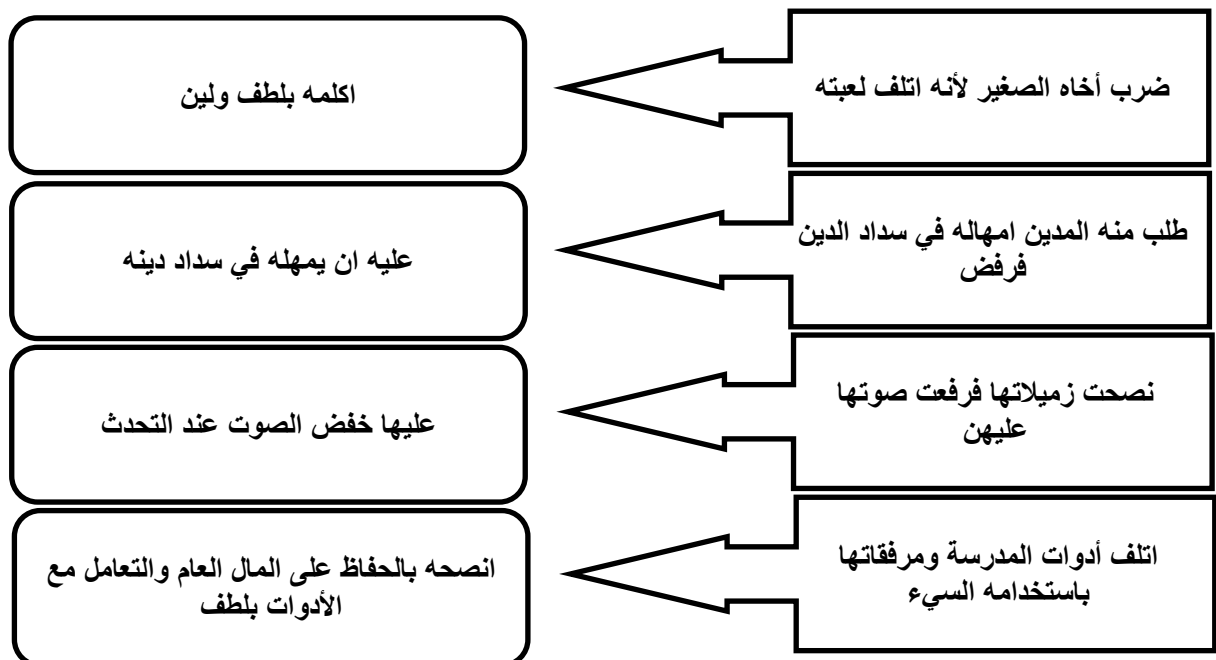 ضرب أخاه الصغير لأنه اتلف لعبته
اكلمه بلطف ولين
طلب منه المدين امهاله في سداد الدين
فرفض
عليه ان يمهله في سداد دينه
نصحت زميلاتها فرفعت صوتها
عليهن
عليها خفض الصوت عند التحدث
اتلف أدوات المدرسة ومرفقاتها
باستخدامه السيء
انصحه بالحفاظ على المال العام والتعامل مع
الأدوات بلطف